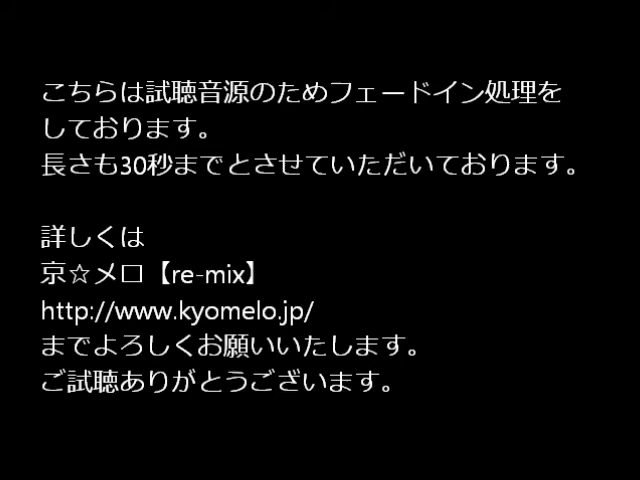 こちらは試聴音源のためフェードイン処理を
しております。
長さも30秒までとさせていただいております。
詳しくは
京☆メロ【re-mix】
http://www.kyomelo.jp/
までよろしくお願いいたします。
ご試聴ありがとうございます。